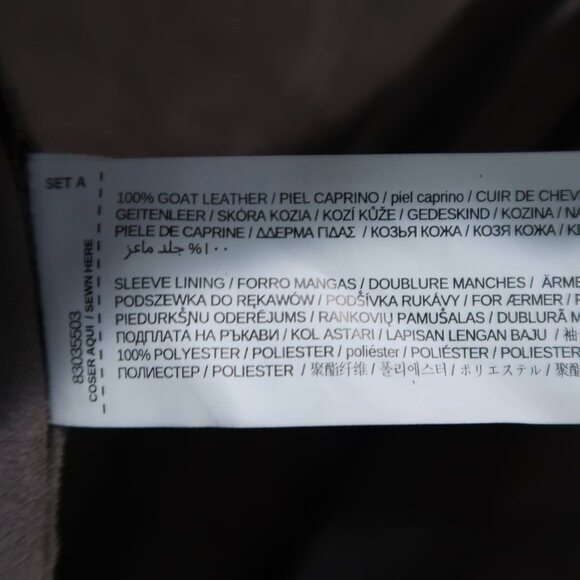 SET A
100% GOAT LEATHER / PIEL CAPRINO / piel caprino / CUIR DE CHEV
GEITENLEER / SKÓRA KOZIA / KOZÍ KŮŽE / GEDESKIND / KOZINA / NA
PIELE DE CAPRINE / ΔΔΕΡΜΑ ΓΙΔΑΣ / КОЗЬЯ КОЖА / КОЗЯ КОЖА /
١٠٠% جلد ماعز
SLEEVE LINING / FORRO MANGAS / DOUBLURE MANCHES / ÄRME
PODSZEWKA DO RĘKAWÓW / PODŠÍVKA RUKÁVY / FOR ÆRMER /
PIEDURKŠŅU ODERĒJUMS / RANKOVIŲ PAMUŠALAS / DUBLURĂ M
ПОДПЛАТА НА РЪКАВИ / KOL ASTARI / LAPISAN LENGAN BAJU / 袖
100% POLYESTER / POLIESTER / poliéster / POLIÉSTER / POLYESTER
ПОЛИЕСТЕР / POLIESTER / 聚酯纤维 / 폴리에스터 / ポリエステル / 聚酯
83035503
COSER AQUI / SEWN HERE